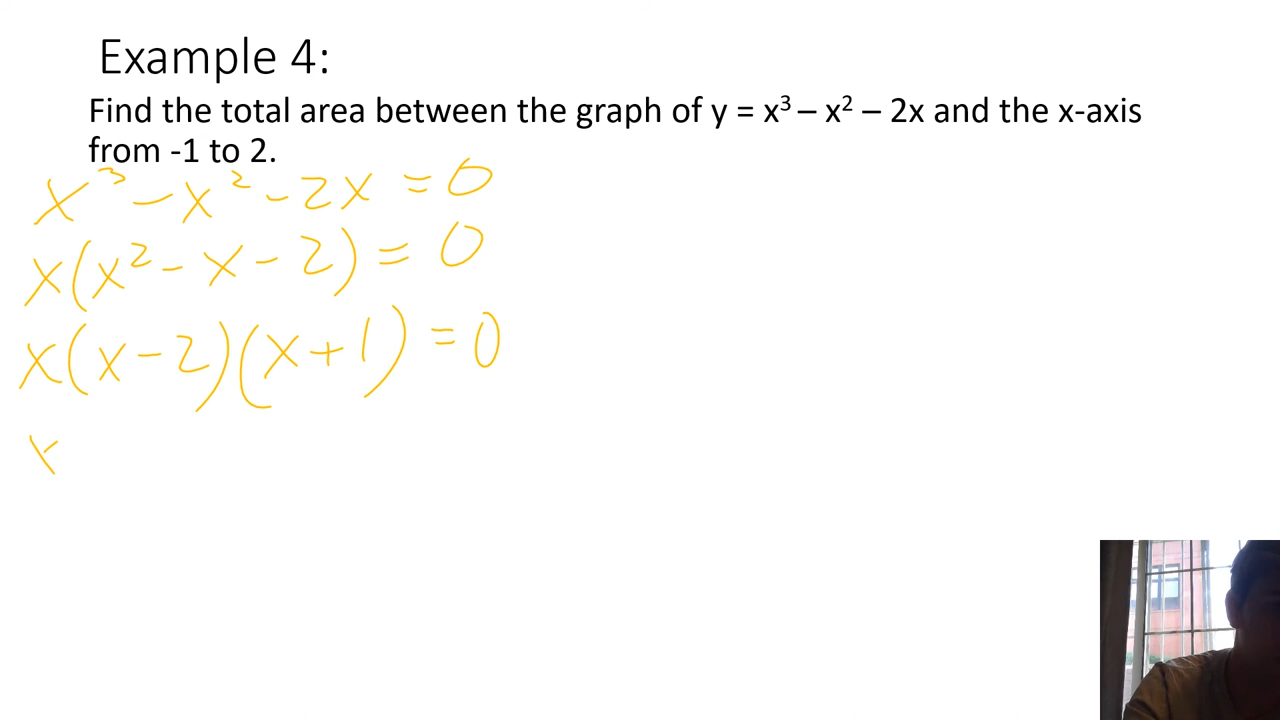 Example 4:
Find the total area between the graph of y = x³ – x² – 2x and the x-axis
from -1 to 2.
x³ – x² – 2x = 0
x(x² – x – 2) = 0
x(x – 2)(x + 1) = 0
x